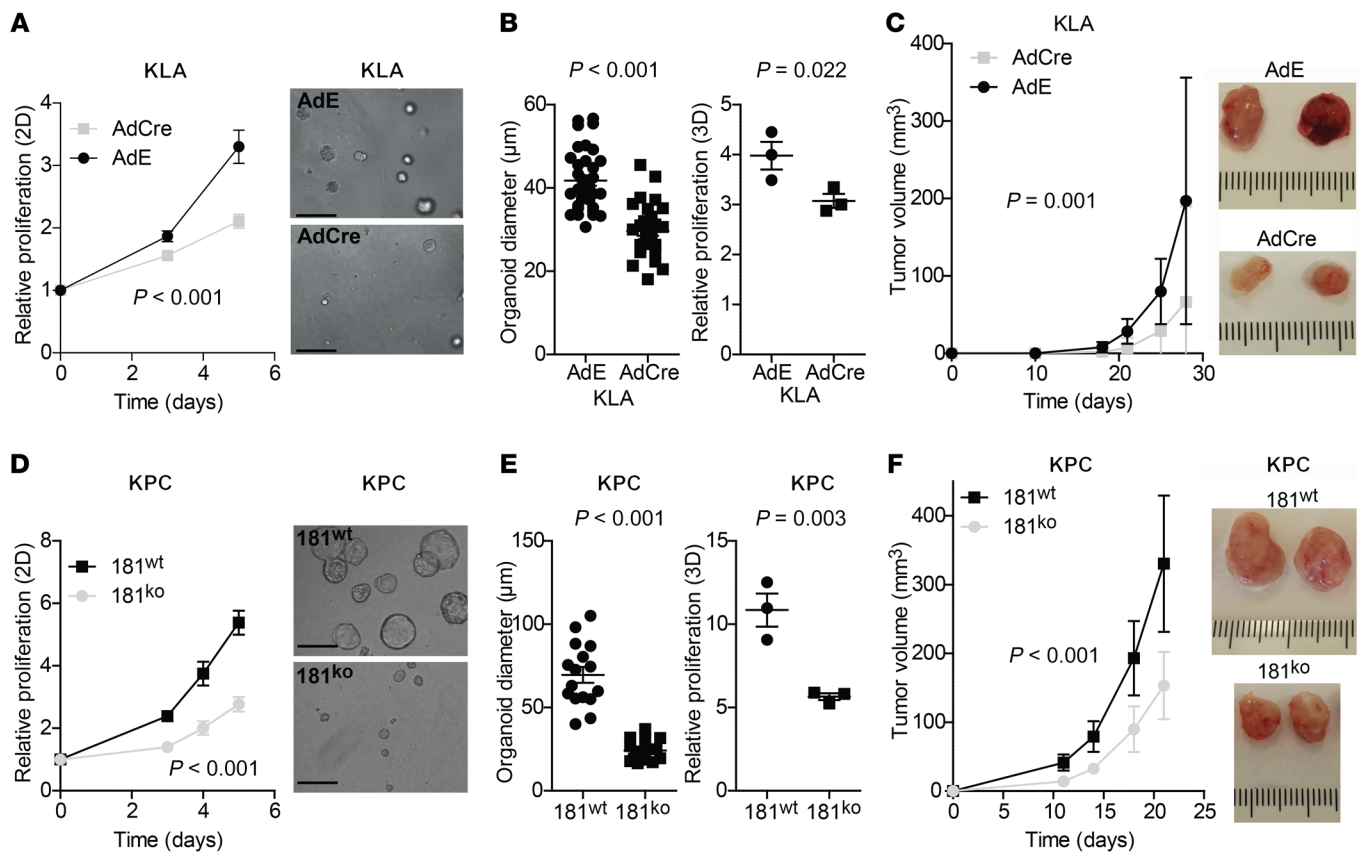 A
KLA
Relative proliferation (2D)
4
3
2
1
0
AdCre
AdE
P < 0.001
0 2 4 6
Time (days)
KLA
AdE
AdCre
B
P < 0.001
Organoid diameter (μm)
60
40
20
0
AdE AdCre
KLA
P = 0.022
Relative proliferation (3D)
5
4
3
2
1
0
AdE AdCre
KLA
C
KLA
Tumor volume (mm³)
400
300
200
100
0
AdCre
AdE
P = 0.001
0 10 20 30
Time (days)
AdE
AdCre
D
KPC
Relative proliferation (2D)
8
6
4
2
0
181wt
181ko
P < 0.001
0 2 4 6
Time (days)
KPC
181wt
181ko
E
KPC
P < 0.001
Organoid diameter (μm)
150
100
50
0
181wt 181ko
KPC
P = 0.003
Relative proliferation (3D)
15
10
5
0
181wt 181ko
F
KPC
Tumor volume (mm³)
400
300
200
100
0
181wt
181ko
P < 0.001
0 5 10 15 20 25
Time (days)
KPC
181wt
181ko